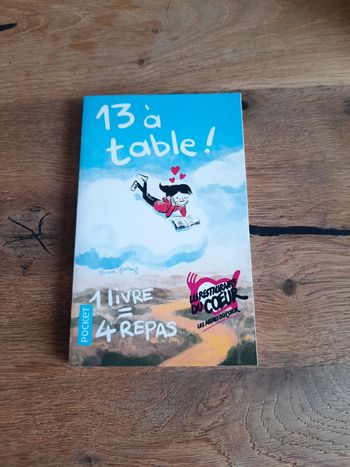 13 à
table !
1 LIVRE
=
4 REPAS
LES RESTAURANTS
DU COEUR
LES RELAIS DU COEUR
POCKET